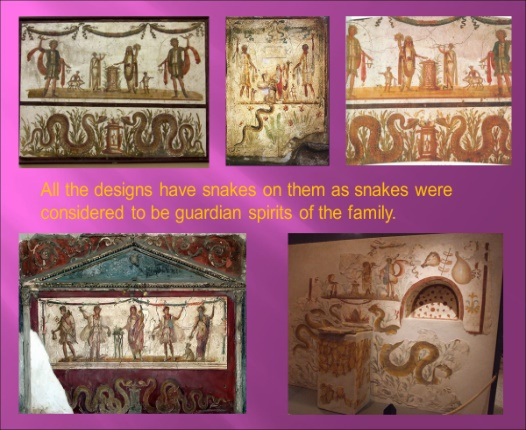 All the designs have snakes on them as snakes were
considered to be guardian spirits of the family.